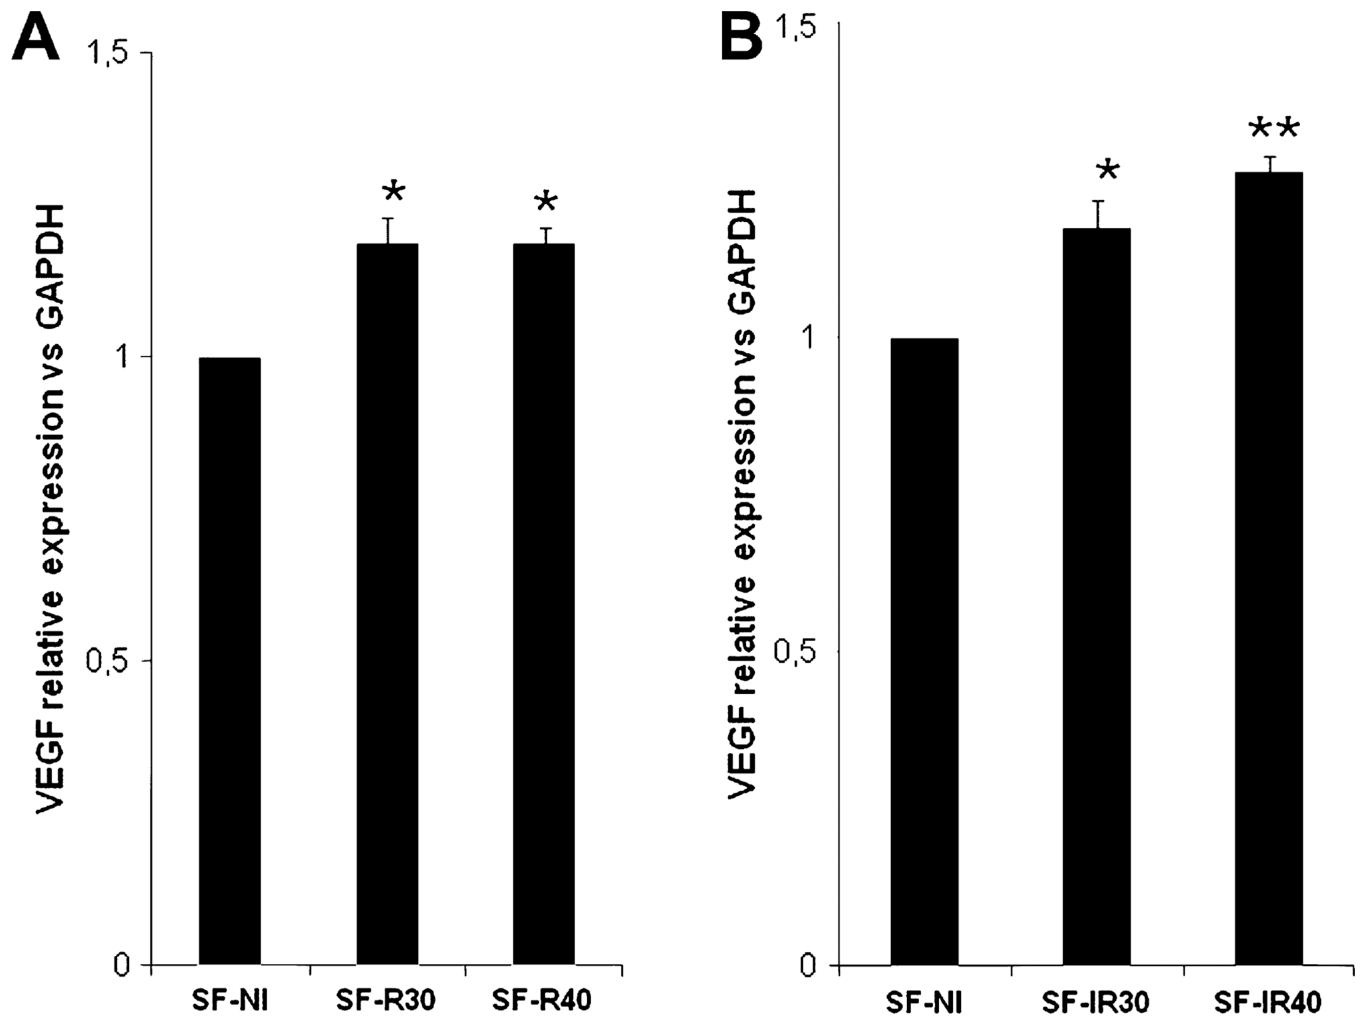 A
1,5
*
*
1
0,5
0
VEGF relative expression vs GAPDH
SF-NI SF-R30 SF-R40
B
1,5
*
**
1
0,5
0
VEGF relative expression vs GAPDH
SF-NI SF-IR30 SF-IR40